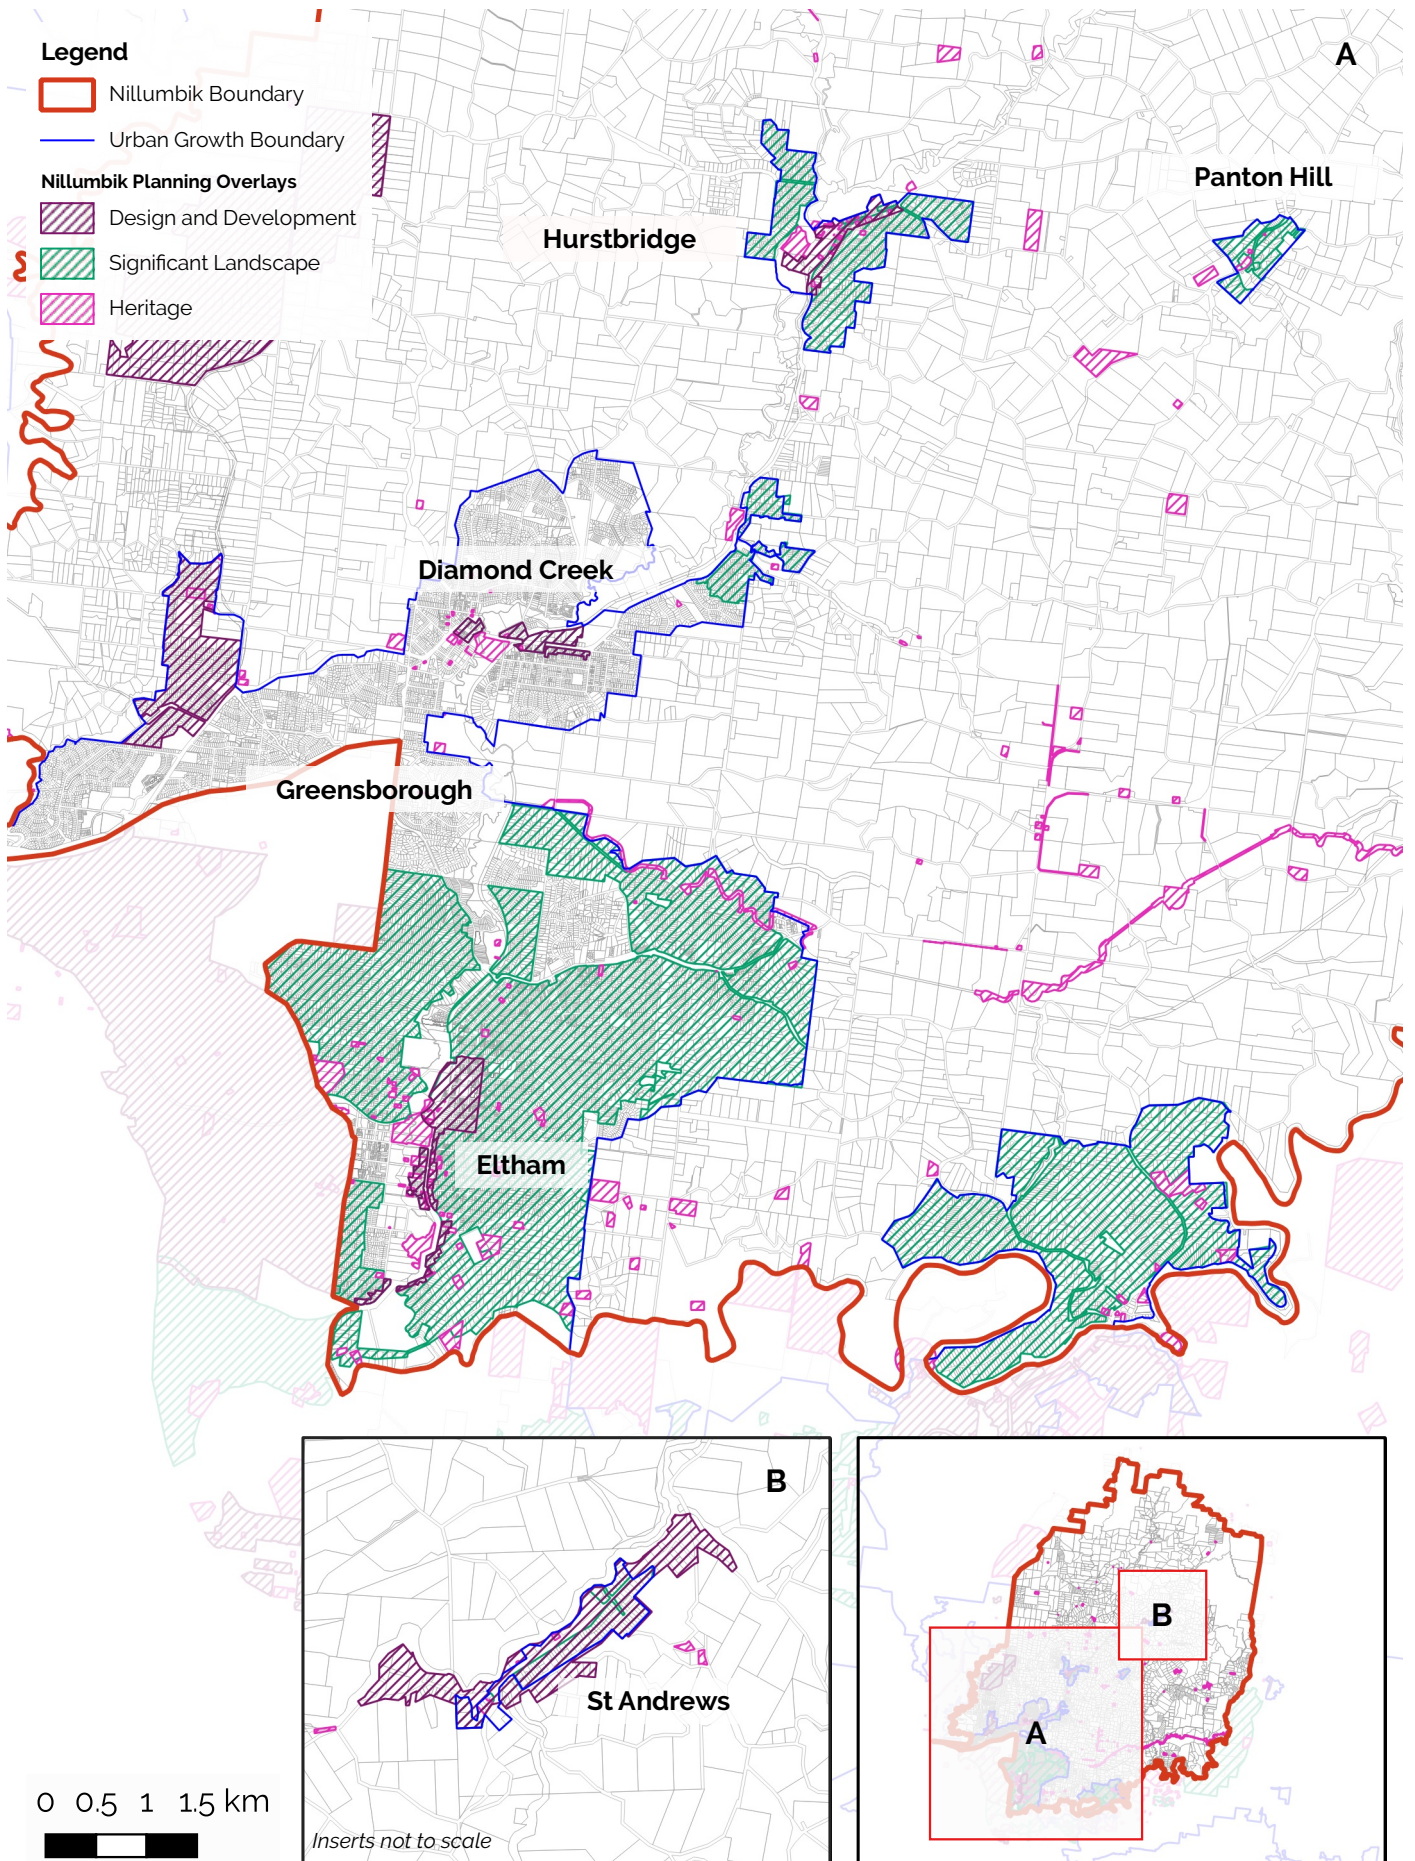 Legend
Nillumbik Boundary
Urban Growth Boundary
Nillumbik Planning Overlays
Design and Development
Significant Landscape
Heritage
A
Panton Hill
Hurstbridge
Diamond Creek
Greensborough
Eltham
B
St Andrews
Inserts not to scale
B
A
0 0.5 1 1.5 km